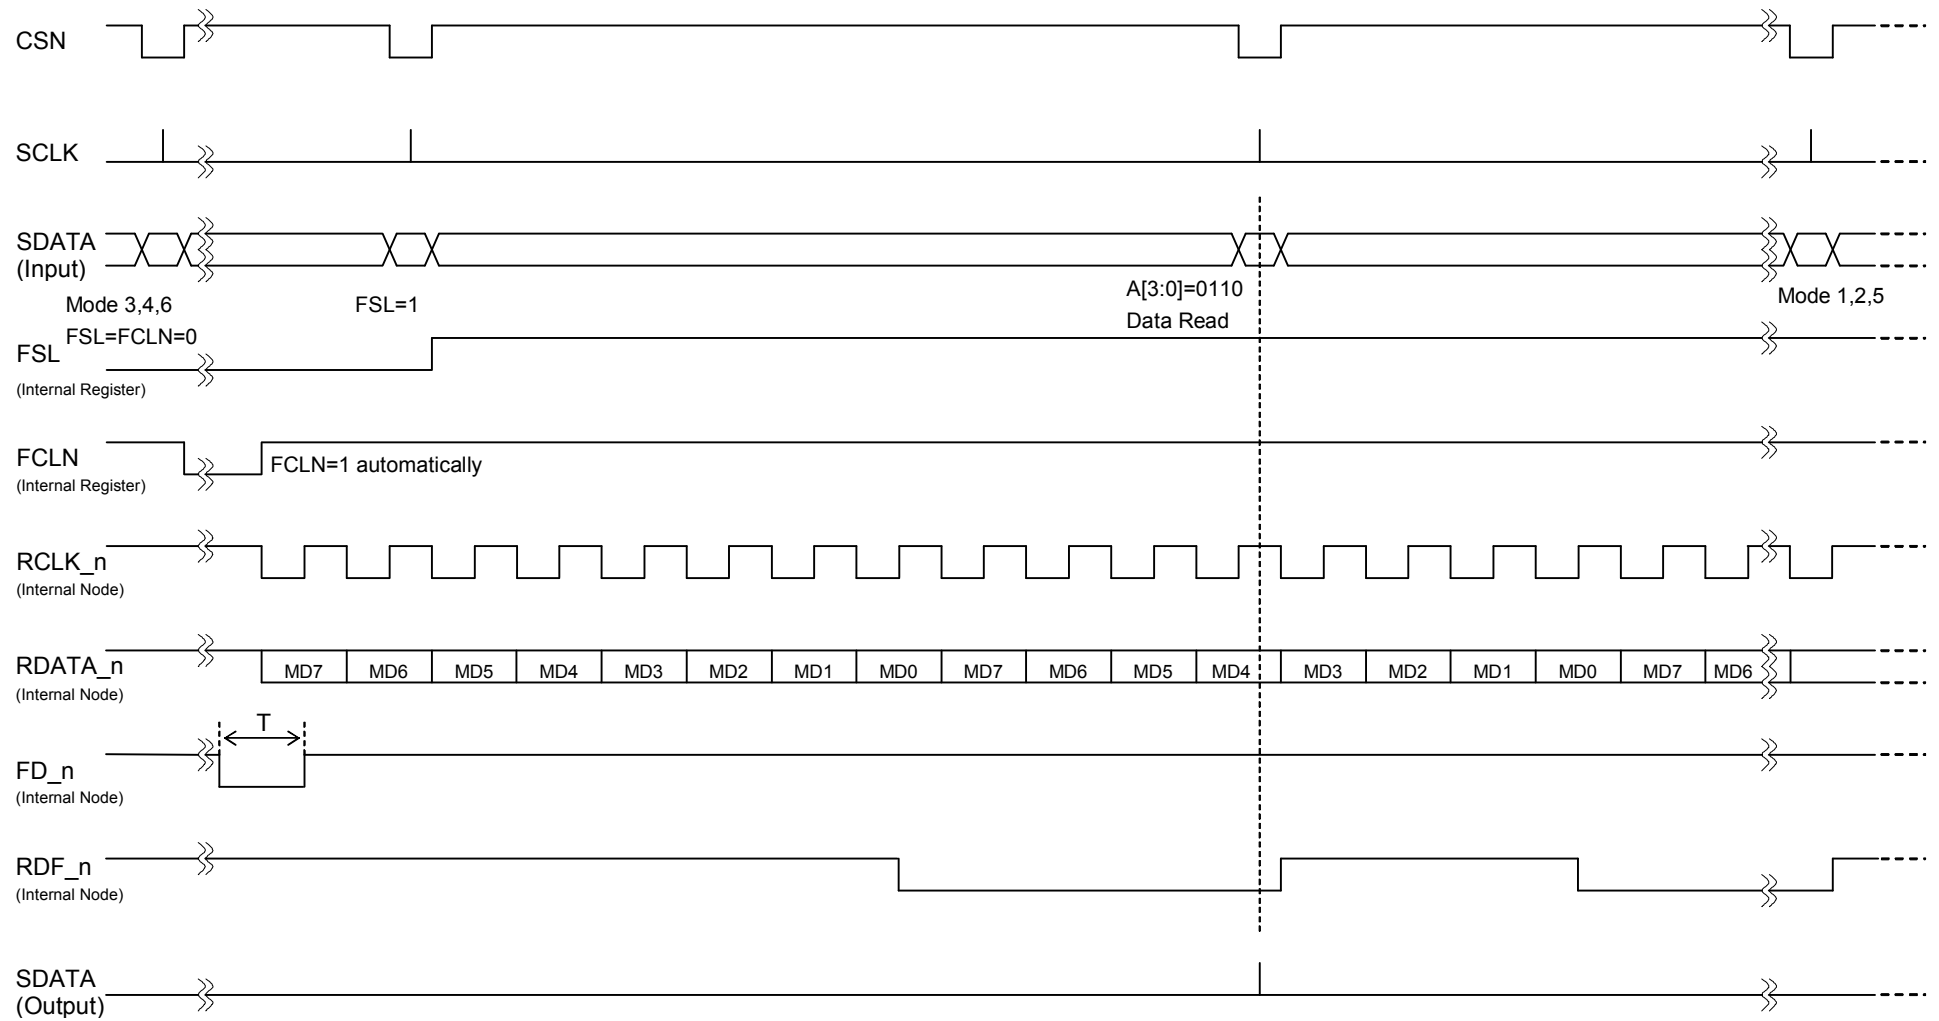 CSN
SCLK
SDATA
(Input)
Mode 3,4,6
FSL=FCLN=0
FSL=1
A[3:0]=0110
Data Read
Mode 1,2,5
FSL
(Internal Register)
FCLN
(Internal Register)
FCLN=1 automatically
RCLK_n
(Internal Node)
RDATA_n
(Internal Node)
MD7 MD6 MD5 MD4 MD3 MD2 MD1 MD0 MD7 MD6 MD5 MD4 MD3 MD2 MD1 MD0 MD7 MD6
T
FD_n
(Internal Node)
RDF_n
(Internal Node)
SDATA
(Output)